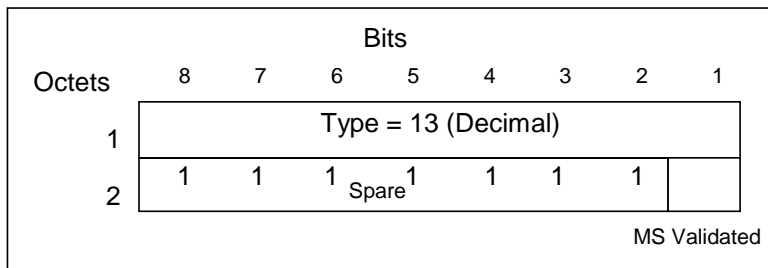 Bits
Octets 8 7 6 5 4 3 2 1
1 Type = 13 (Decimal)
2 1 1 1 1 1 1 1
Spare
MS Validated